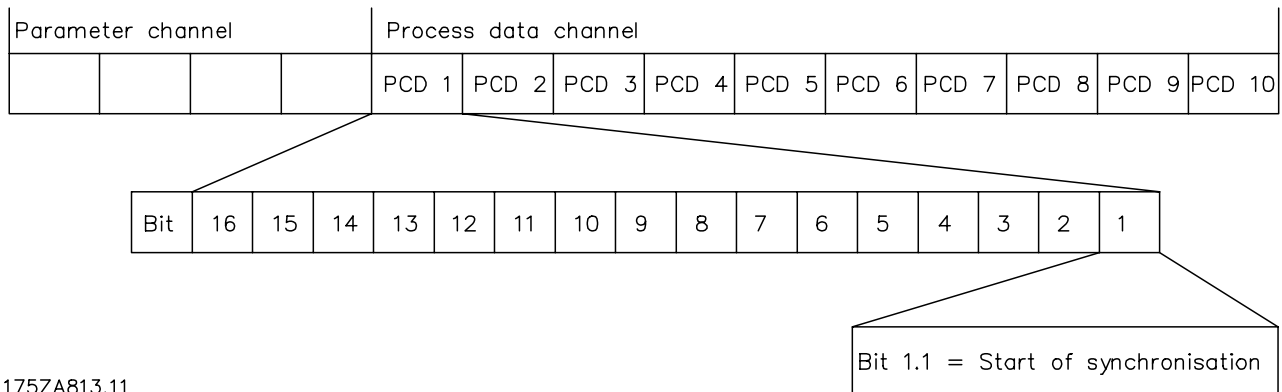 Parameter channel Process data channel
PCD 1 PCD 2 PCD 3 PCD 4 PCD 5 PCD 6 PCD 7 PCD 8 PCD 9 PCD 10
Bit 16 15 14 13 12 11 10 9 8 7 6 5 4 3 2 1
Bit 1.1 = Start of synchronisation
175ZA813.11